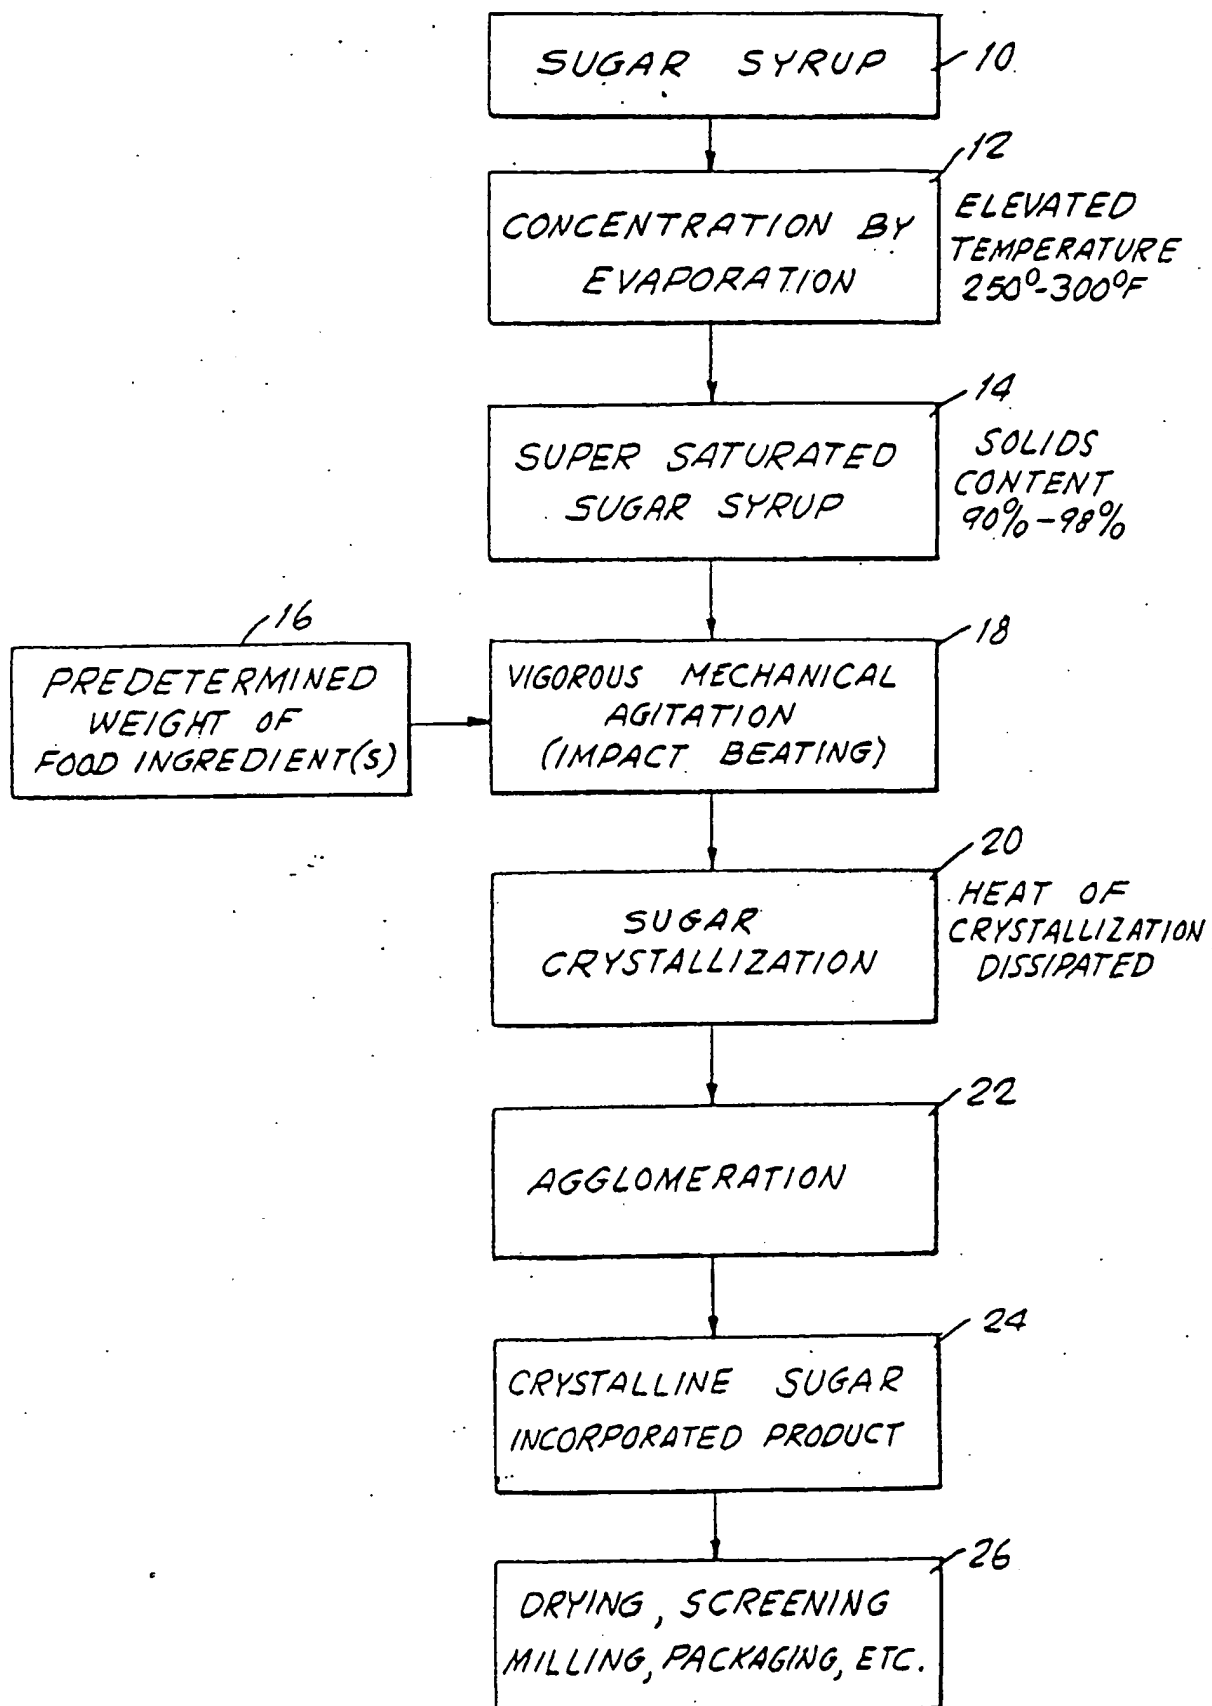 SUGAR SYRUP
10
12
CONCENTRATION BY
EVAPORATION
ELEVATED
TEMPERATURE
250°-300°F
14
SUPER SATURATED
SUGAR SYRUP
SOLIDS
CONTENT
90%-98%
16
PREDETERMINED
WEIGHT OF
FOOD INGREDIENT(S)
18
VIGOROUS MECHANICAL
AGITATION
(IMPACT BEATING)
20
SUGAR
CRYSTALLIZATION
HEAT OF
CRYSTALLIZATION
DISSIPATED
22
AGGLOMERATION
24
CRYSTALLINE SUGAR
INCORPORATED PRODUCT
26
DRYING, SCREENING
MILLING, PACKAGING, ETC.